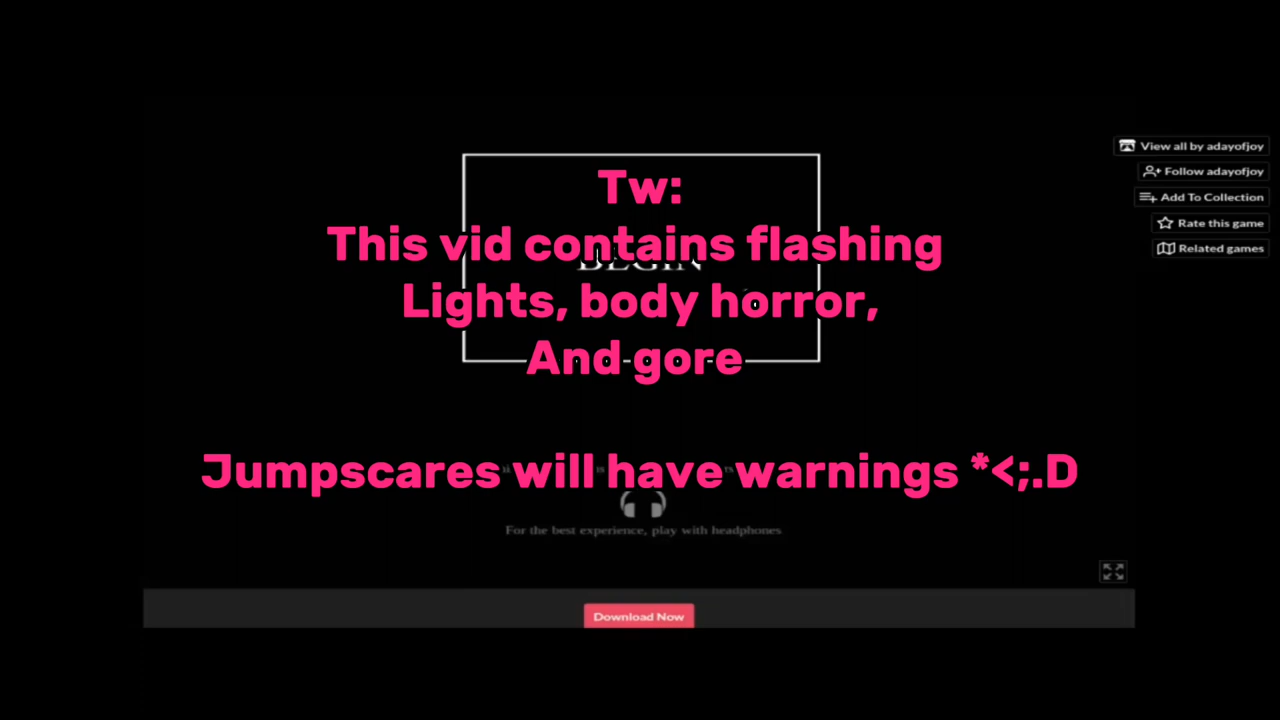 View all by adayofjoy
Follow adayofjoy
Add To Collection
Rate this game
Related games
Tw:
This vid contains flashing
Lights, body horror,
And gore
BEGIN
Jumpscares will have warnings *<;.D
For the best experience, play with headphones
Download Now